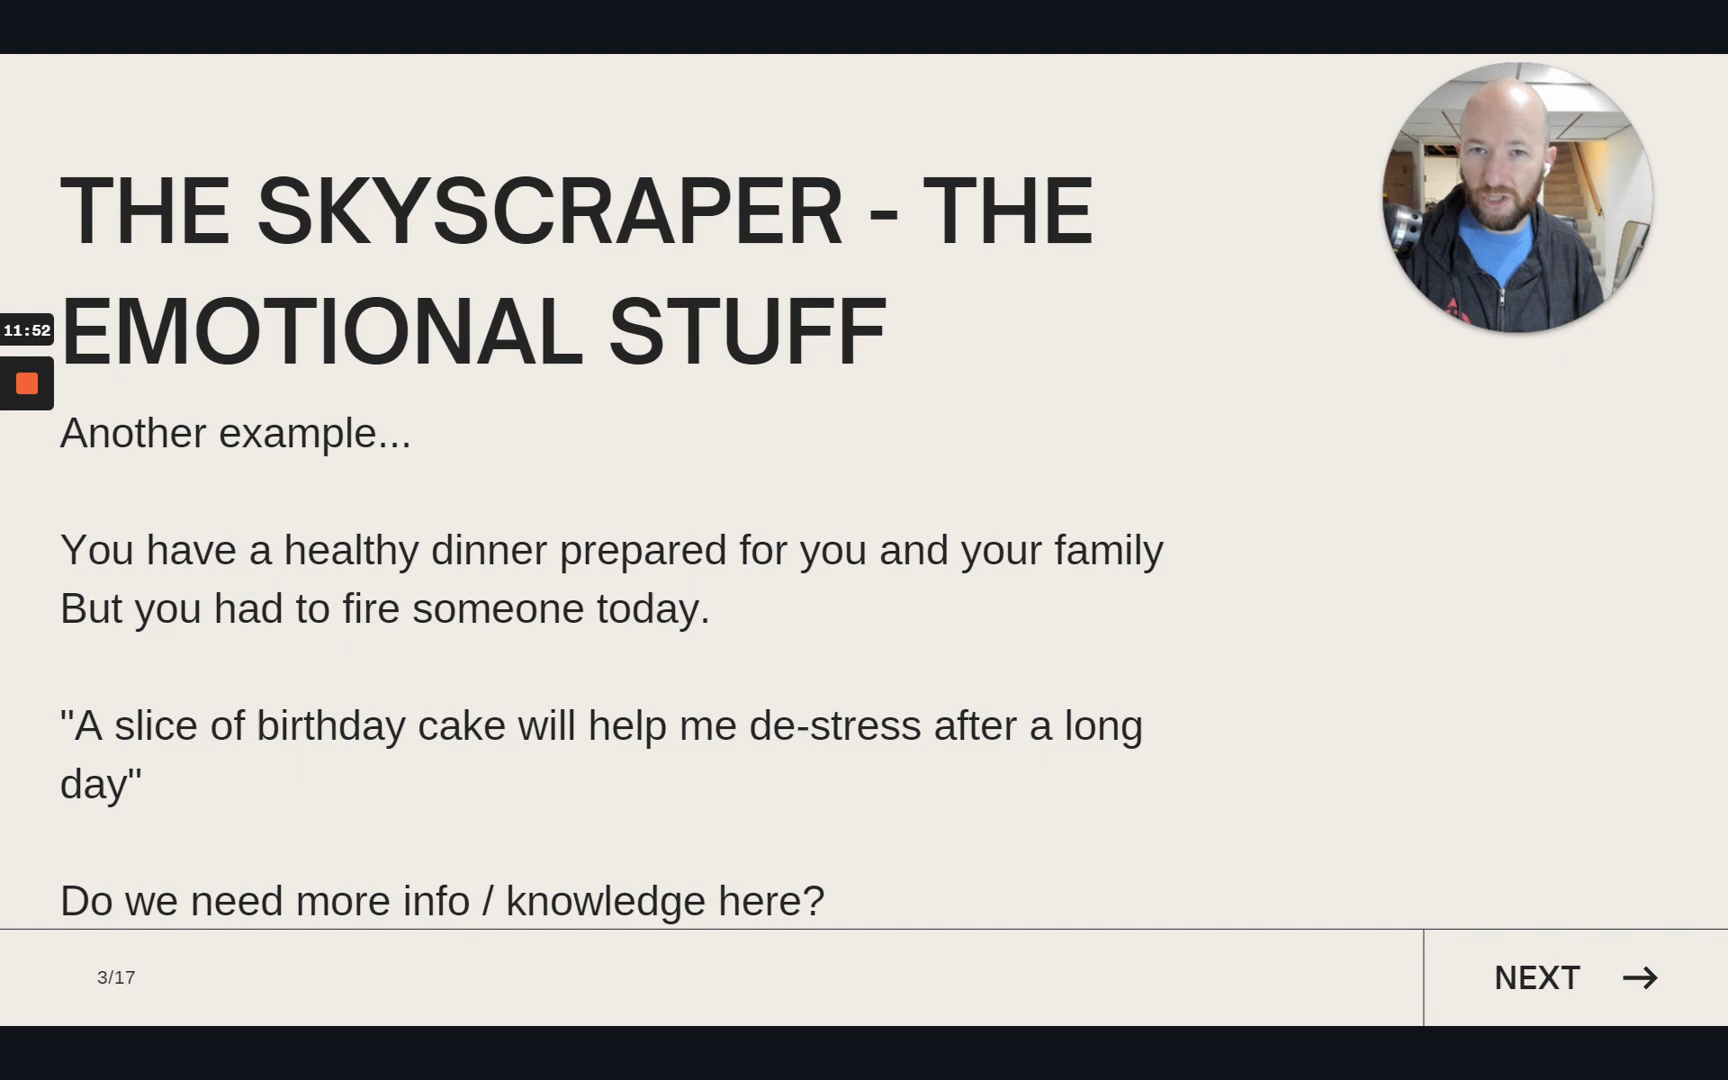 THE SKYSCRAPER - THE
EMOTIONAL STUFF
11:52
Another example...
You have a healthy dinner prepared for you and your family
But you had to fire someone today.
"A slice of birthday cake will help me de-stress after a long
day"
Do we need more info / knowledge here?
3/17
NEXT →